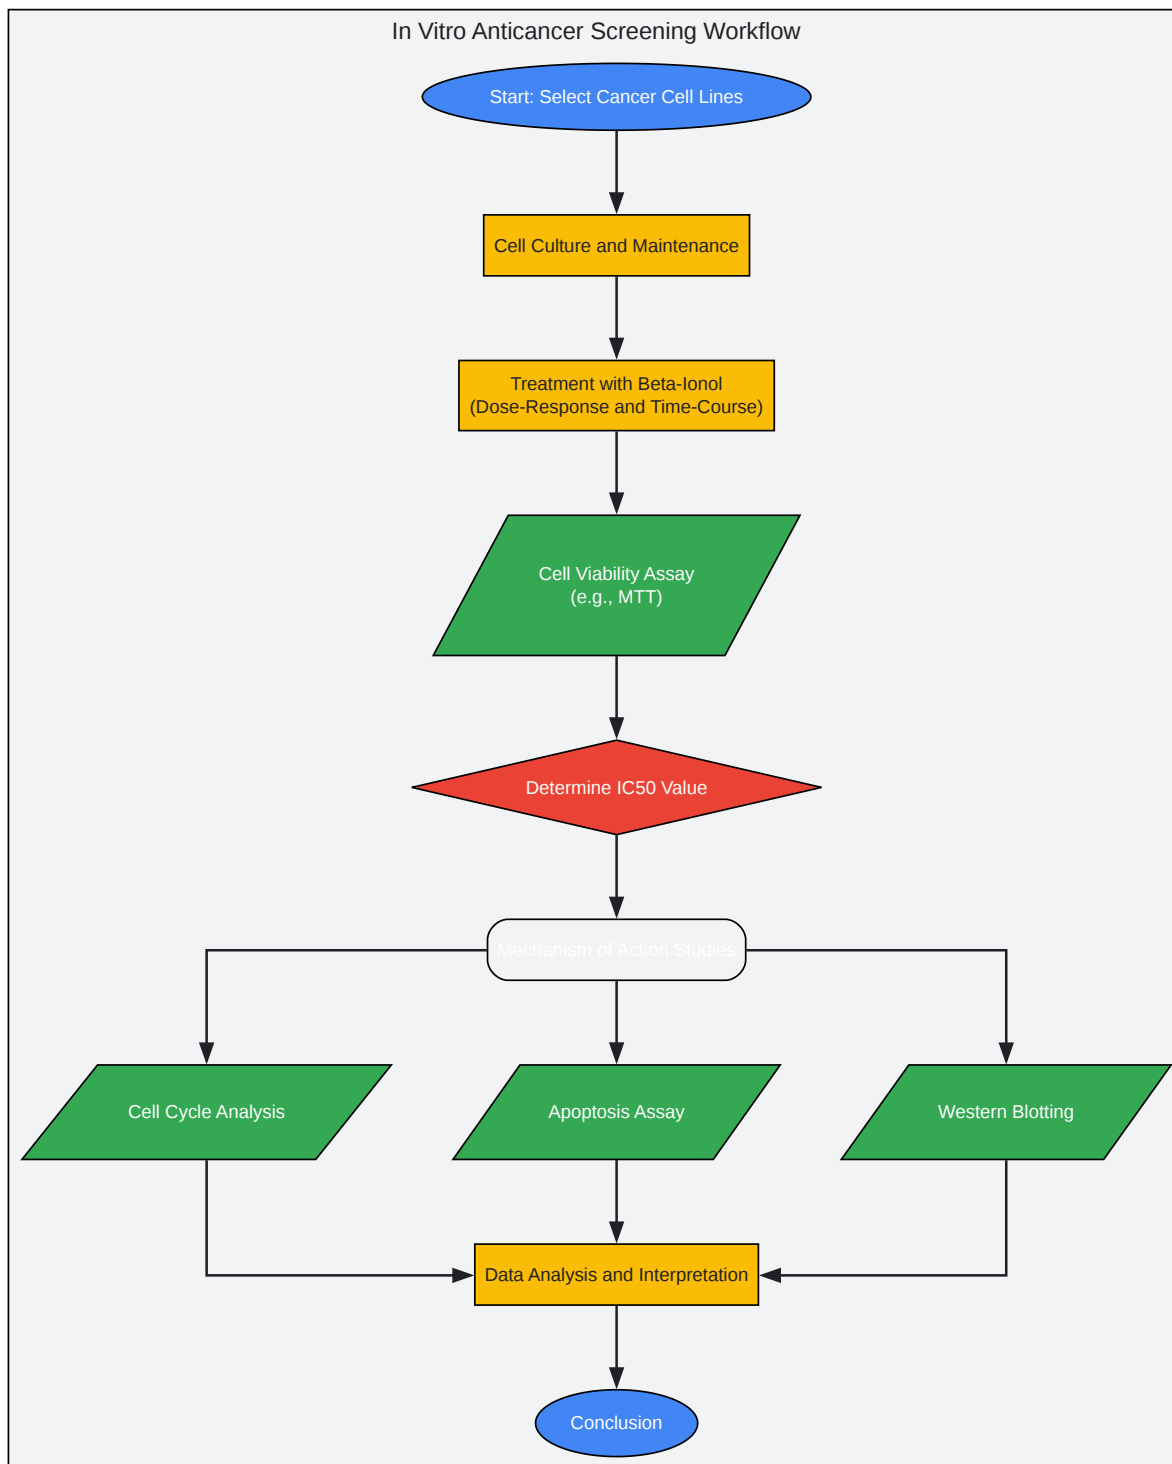 In Vitro Anticancer Screening Workflow
Start: Select Cancer Cell Lines
Cell Culture and Maintenance
Treatment with Beta-Ionol
(Dose-Response and Time-Course)
Cell Viability Assay
(e.g., MTT)
Determine IC50 Value
Mechanism of Action Studies
Cell Cycle Analysis
Apoptosis Assay
Western Blotting
Data Analysis and Interpretation
Conclusion